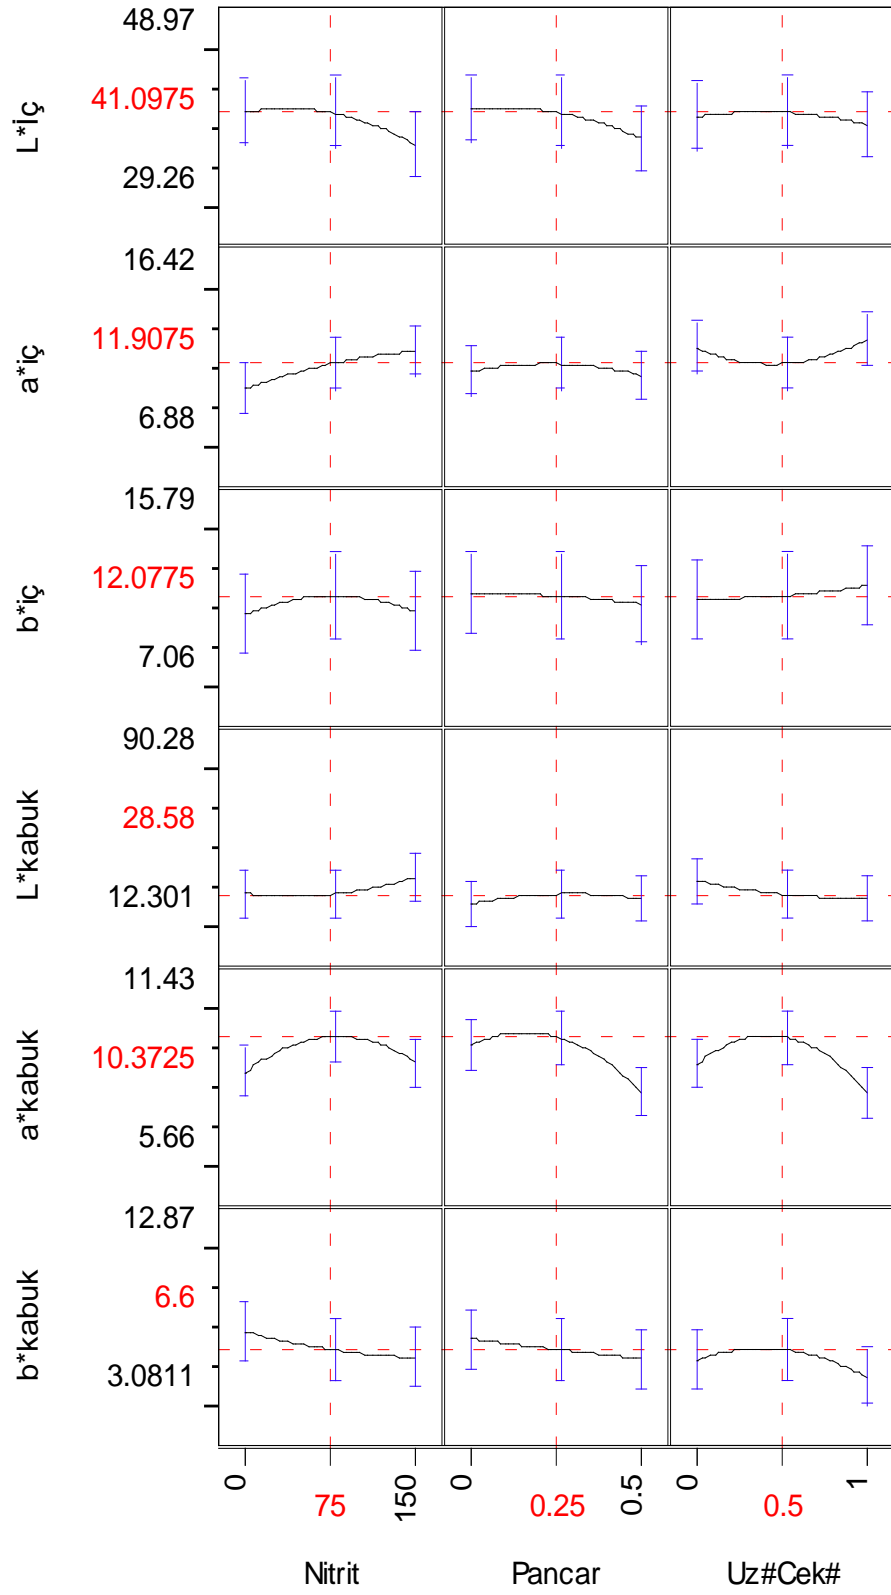 L*İç
48.97
41.0975
29.26
a*iç
16.42
11.9075
6.88
b*iç
15.79
12.0775
7.06
L*kabuk
90.28
28.58
12.301
a*kabuk
11.43
10.3725
5.66
b*kabuk
12.87
6.6
3.0811
0 75 150 0 0.25 0.5 0 0.5 1
Nitrit Pancar Uz#Cek#